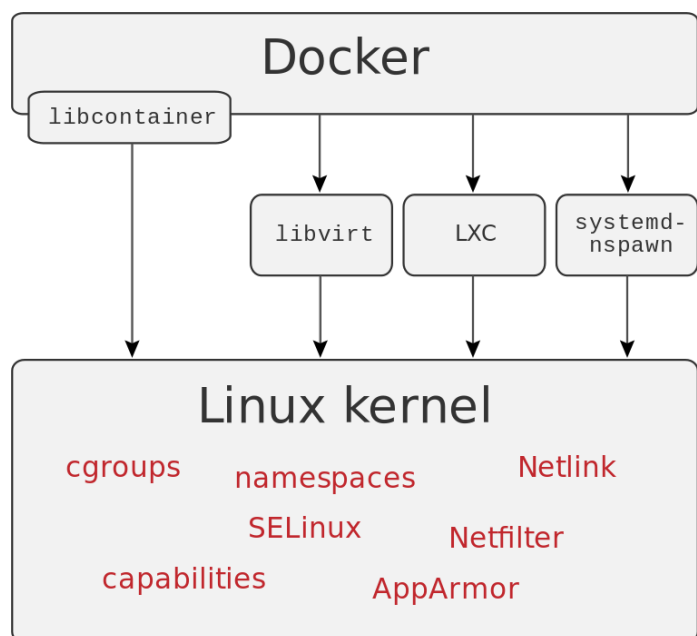 Docker
libcontainer
libvirt
LXC
systemd-
nspawn
Linux kernel
cgroups
namespaces
Netlink
SELinux
Netfilter
capabilities
AppArmor